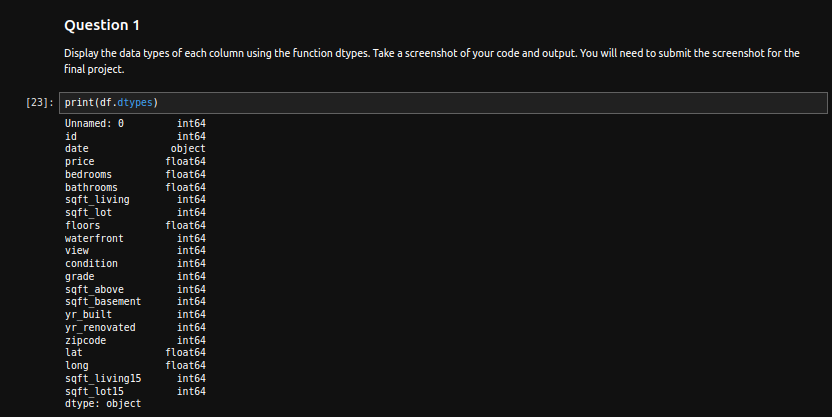 Question 1
Display the data types of each column using the function dtypes. Take a screenshot of your code and output. You will need to submit the screenshot for the
final project.
[23]: print(df.dtypes)
Unnamed: 0 int64
id int64
date object
price float64
bedrooms float64
bathrooms float64
sqft_living int64
sqft_lot int64
floors float64
waterfront int64
view int64
condition int64
grade int64
sqft_above int64
sqft_basement int64
yr_built int64
yr_renovated int64
zipcode int64
lat float64
long float64
sqft_living15 int64
sqft_lot15 int64
dtype: object